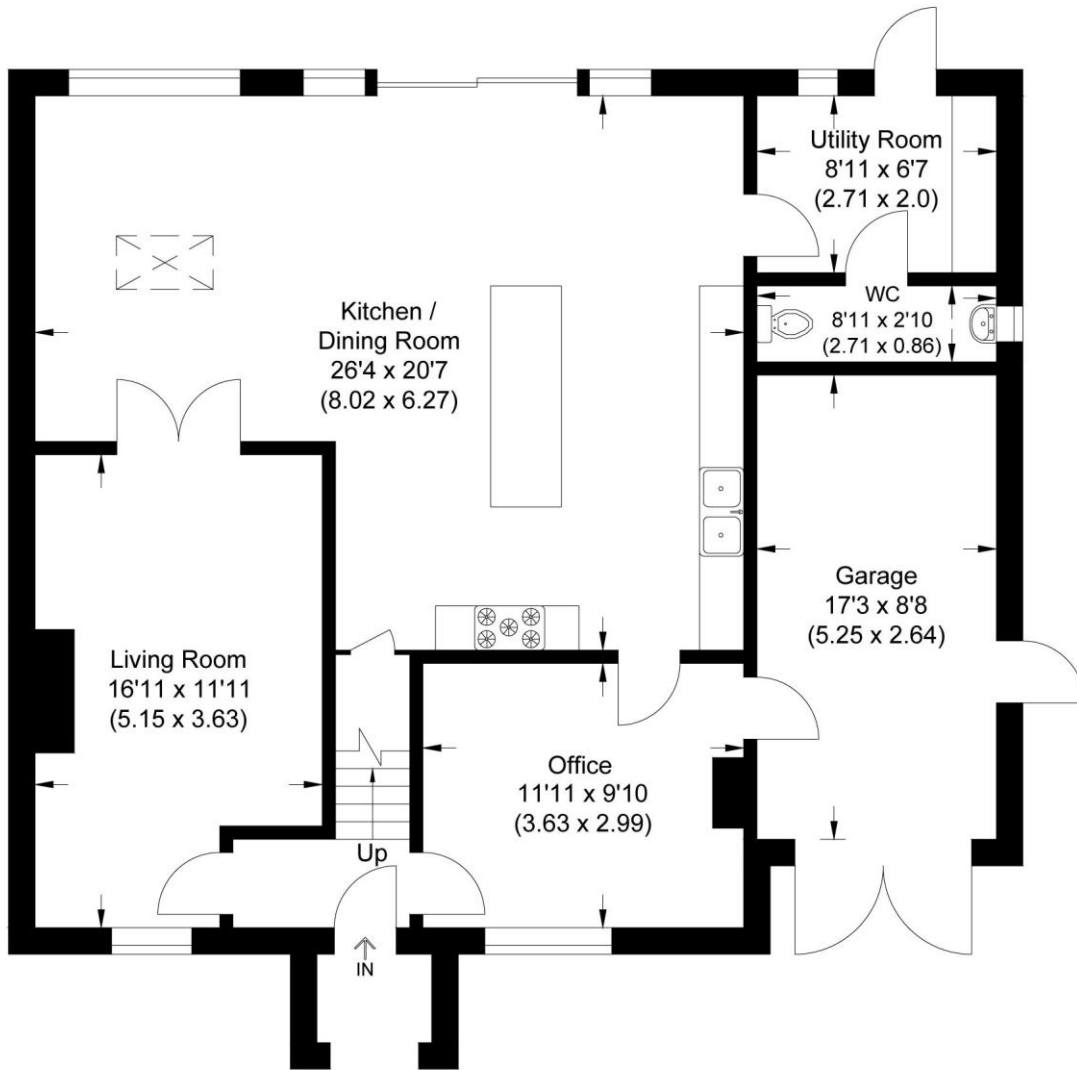 Utility Room
8'11 x 6'7
(2.71 x 2.0)
WC
8'11 x 2'10
(2.71 x 0.86)
Kitchen /
Dining Room
26'4 x 20'7
(8.02 x 6.27)
Garage
17'3 x 8'8
(5.25 x 2.64)
Living Room
16'11 x 11'11
(5.15 x 3.63)
Office
11'11 x 9'10
(3.63 x 2.99)
Up
IN